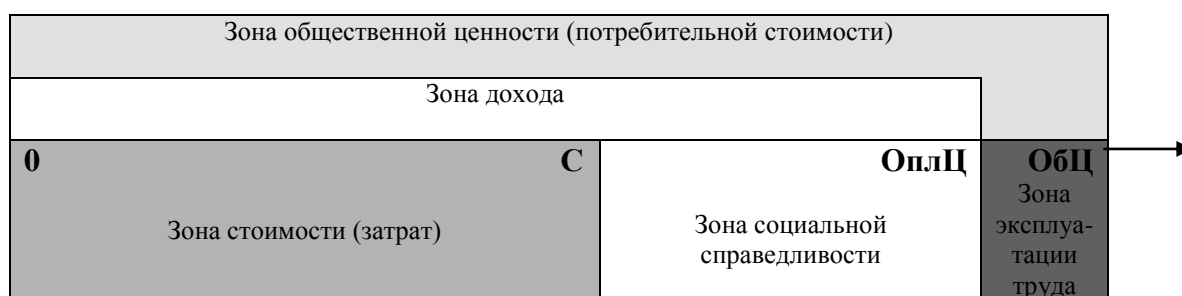 Зона общественной ценности (потребительной стоимости)
Зона дохода
0 С ОплЦ ОбЦ
Зона стоимости (затрат)
Зона социальной
справедливости
Зона
эксплуа-
тации
труда